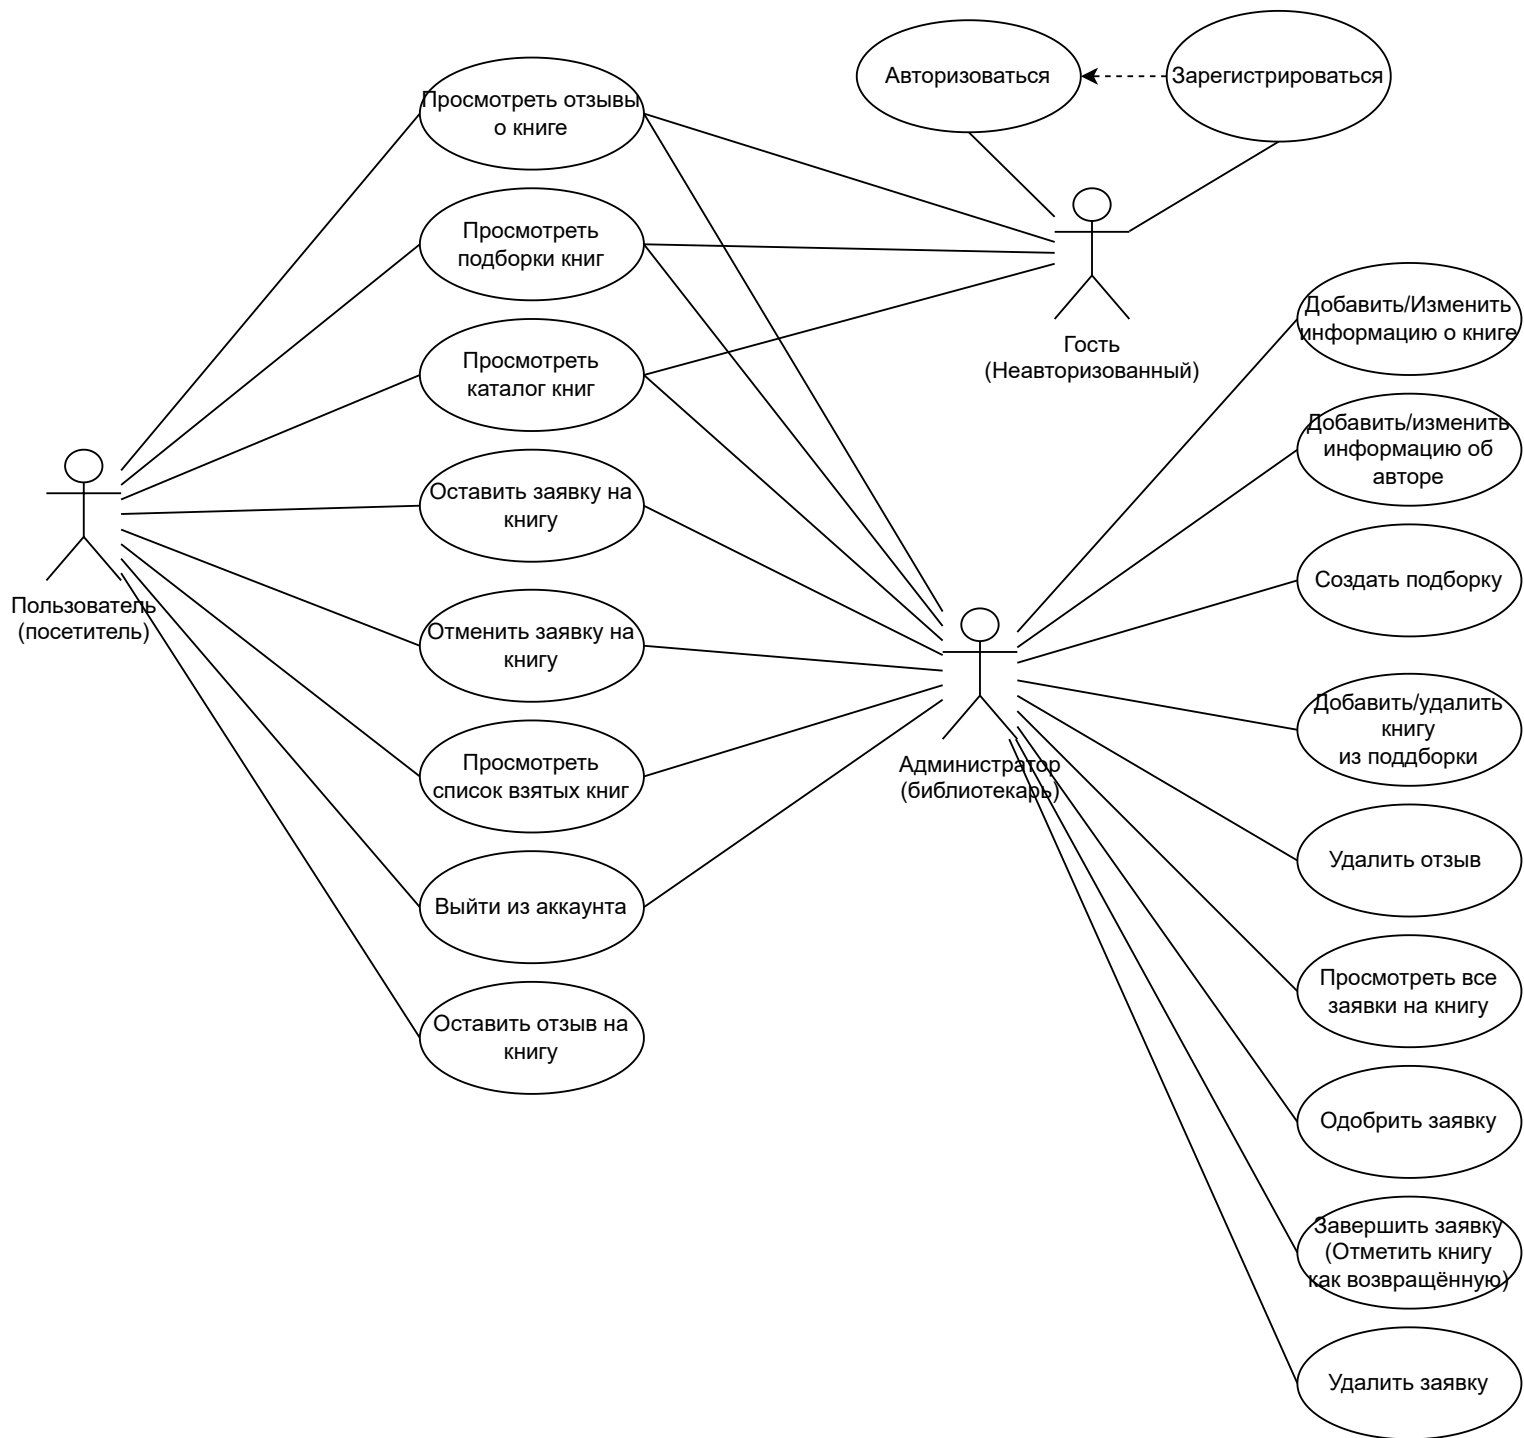 Авторизоваться
Зарегистрироваться
Просмотреть отзывы
о книге
Просмотреть
подборки книг
Просмотреть
каталог книг
Гость
(Неавторизованный)
Оставить заявку на
книгу
Пользователь
(посетитель)
Отменить заявку на
книгу
Просмотреть
список взятых книг
Выйти из аккаунта
Оставить отзыв на
книгу
Администратор
(библиотекарь)
Добавить/Изменить
информацию о книге
Добавить/изменить
информацию об
авторе
Создать подборку
Добавить/удалить
книгу
из поддборки
Удалить отзыв
Просмотреть все
заявки на книгу
Одобрить заявку
Завершить заявку
(Отметить книгу
как возвращённую)
Удалить заявку